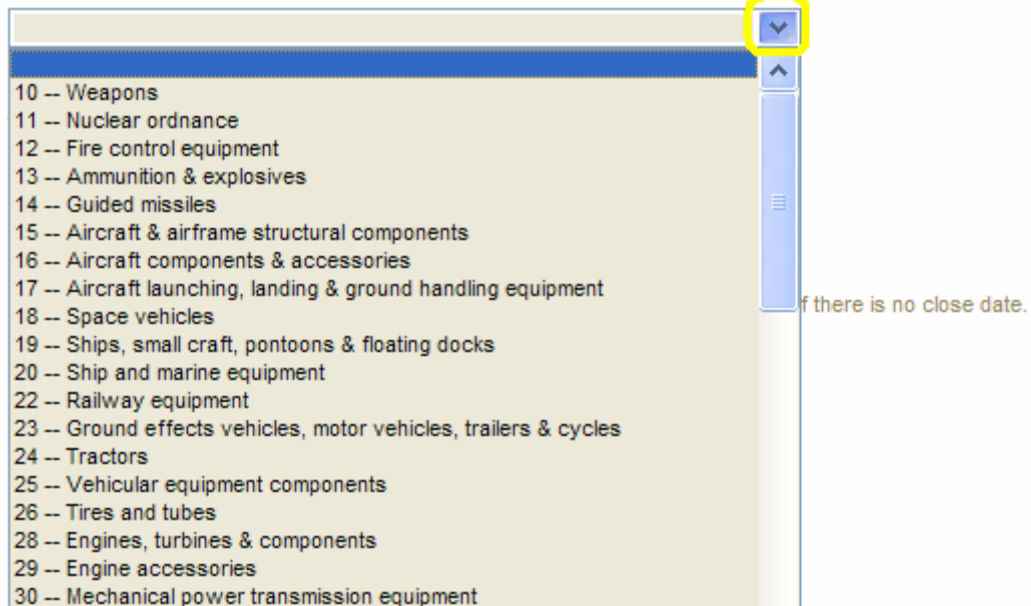 10 -- Weapons
11 -- Nuclear ordnance
12 -- Fire control equipment
13 -- Ammunition & explosives
14 -- Guided missiles
15 -- Aircraft & airframe structural components
16 -- Aircraft components & accessories
17 -- Aircraft launching, landing & ground handling equipment
f there is no close date.
18 -- Space vehicles
19 -- Ships, small craft, pontoons & floating docks
20 -- Ship and marine equipment
22 -- Railway equipment
23 -- Ground effects vehicles, motor vehicles, trailers & cycles
24 -- Tractors
25 -- Vehicular equipment components
26 -- Tires and tubes
28 -- Engines, turbines & components
29 -- Engine accessories
30 -- Mechanical power transmission equipment